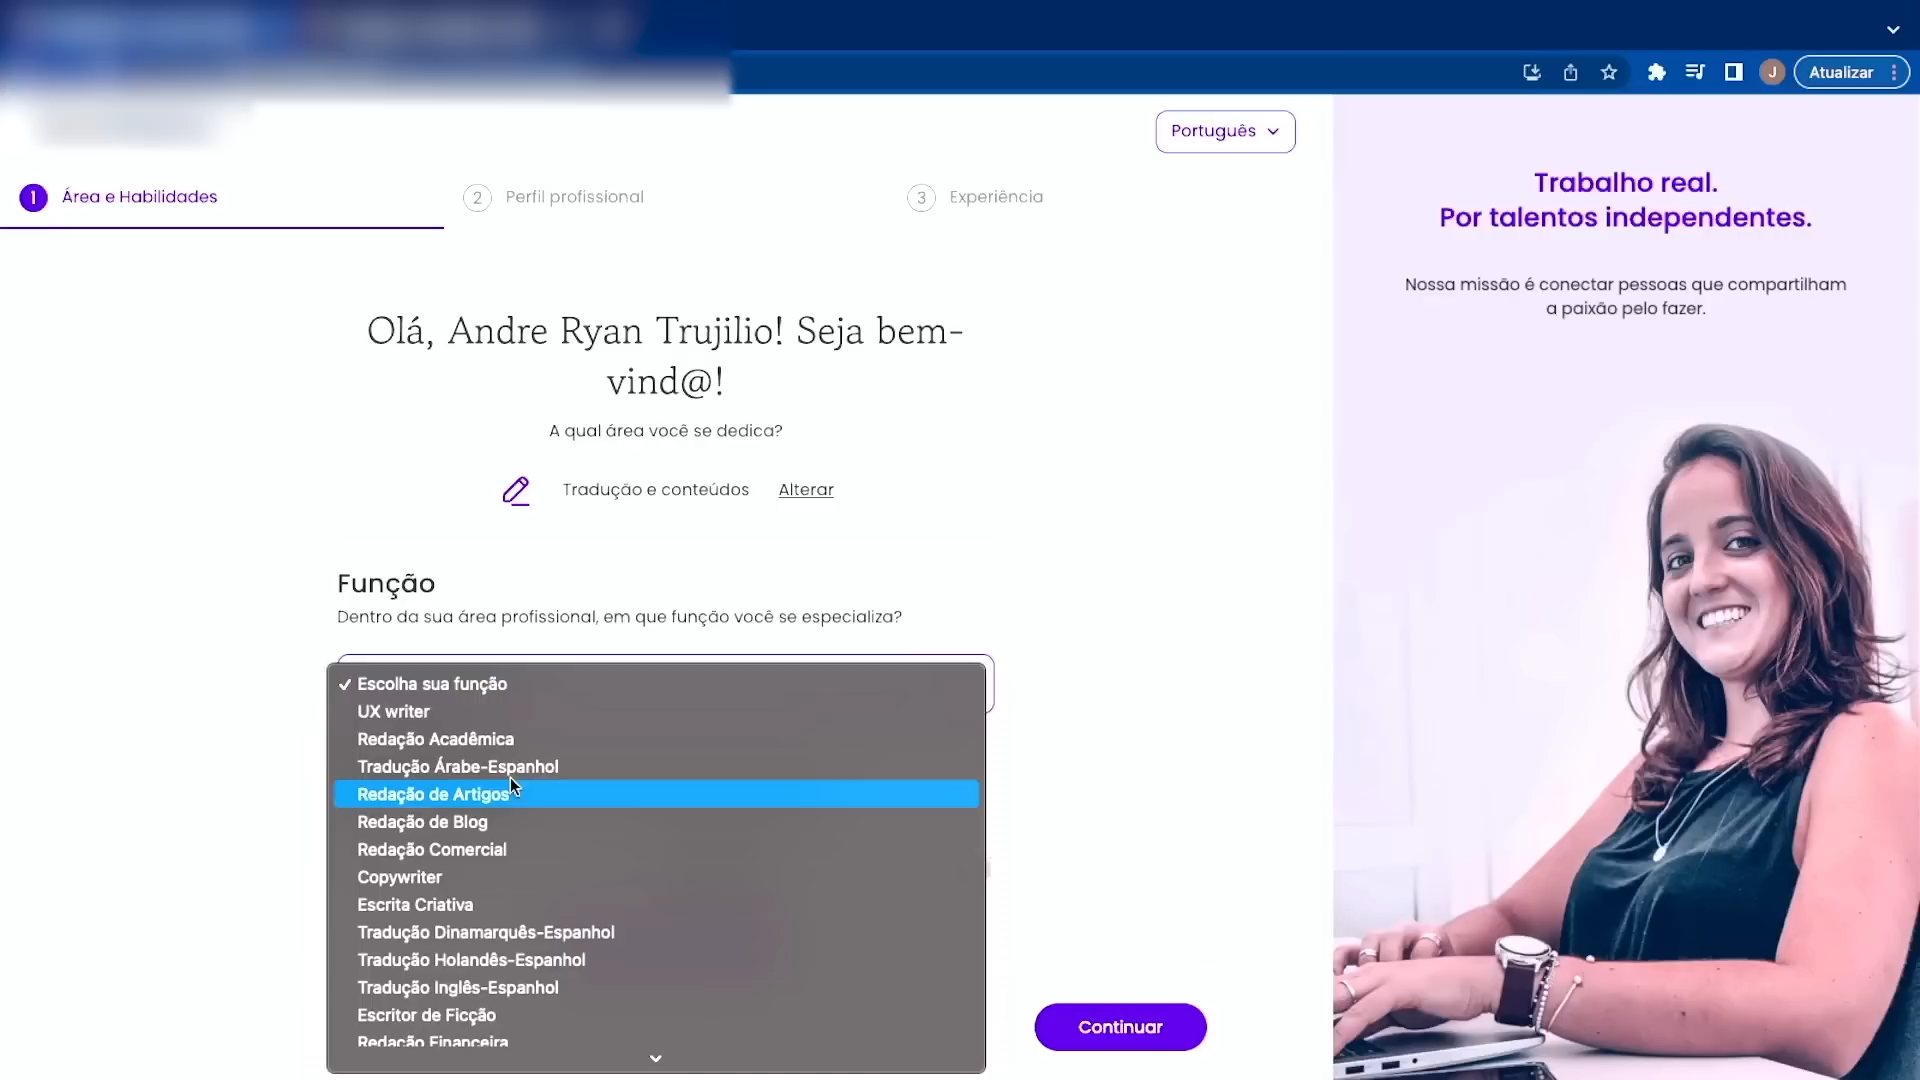 J
Atualizar
Português
1 Área e Habilidades
2 Perfil profissional
3 Experiência
Olá, Andre Ryan Trujilio! Seja bem-
vind@!
A qual área você se dedica?
Tradução e conteúdos Alterar
Função
Dentro da sua área profissional, em que função você se especializa?
✓ Escolha sua função
UX writer
Redação Acadêmica
Tradução Árabe-Espanhol
Redação de Artigos
Redação de Blog
Redação Comercial
Copywriter
Escrita Criativa
Tradução Dinamarquês-Espanhol
Tradução Holandês-Espanhol
Tradução Inglês-Espanhol
Escritor de Ficção
Redação Financeira
Continuar
Trabalho real.
Por talentos independentes.
Nossa missão é conectar pessoas que compartilham
a paixão pelo fazer.